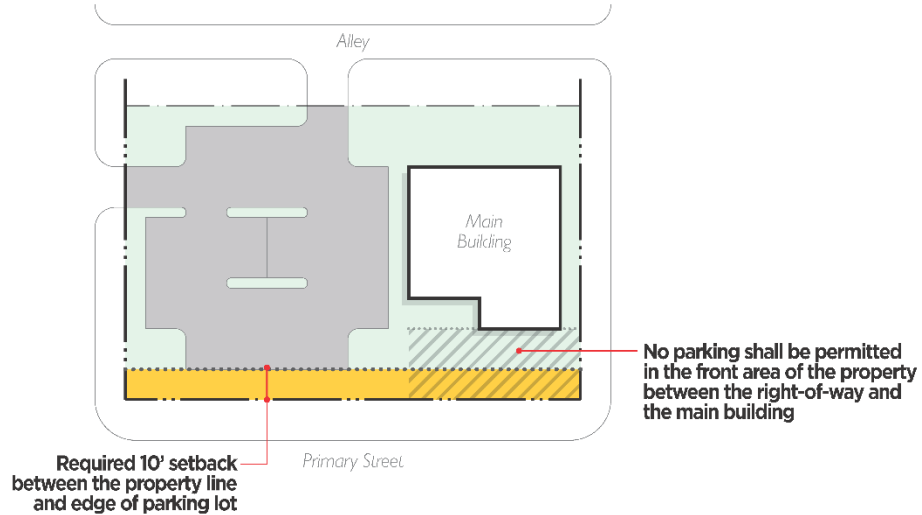 Alley
Main
Building
No parking shall be permitted
in the front area of the property
between the right-of-way and
the main building
Required 10' setback
between the property line
and edge of parking lot
Primary Street